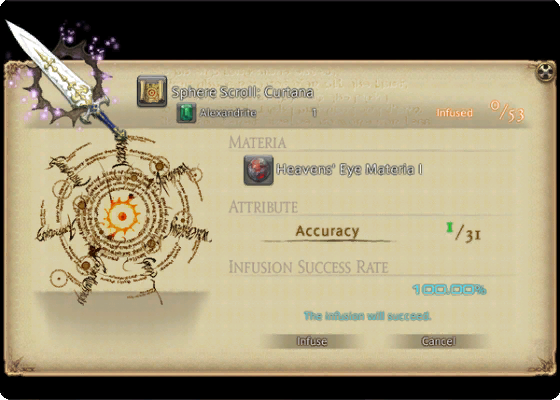 Sphere Scroll: Curtana
Alexandrite 1 Infused 0/53
MATERIA
Heavens' Eye Materia I
ATTRIBUTE
Accuracy 1/31
INFUSION SUCCESS RATE
100.00%
The infusion will succeed.
Infuse Cancel